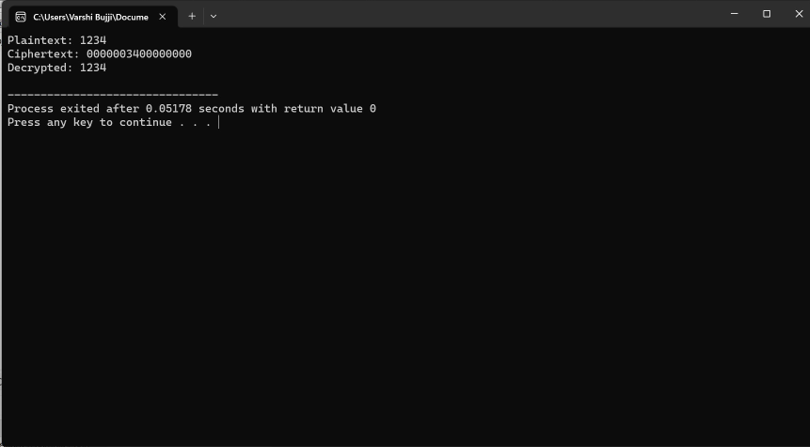 C:\Users\Varshi Bujji\Docume
Plaintext: 1234
Ciphertext: 0000003400000000
Decrypted: 1234
--------------------------------
Process exited after 0.05178 seconds with return value 0
Press any key to continue . . .